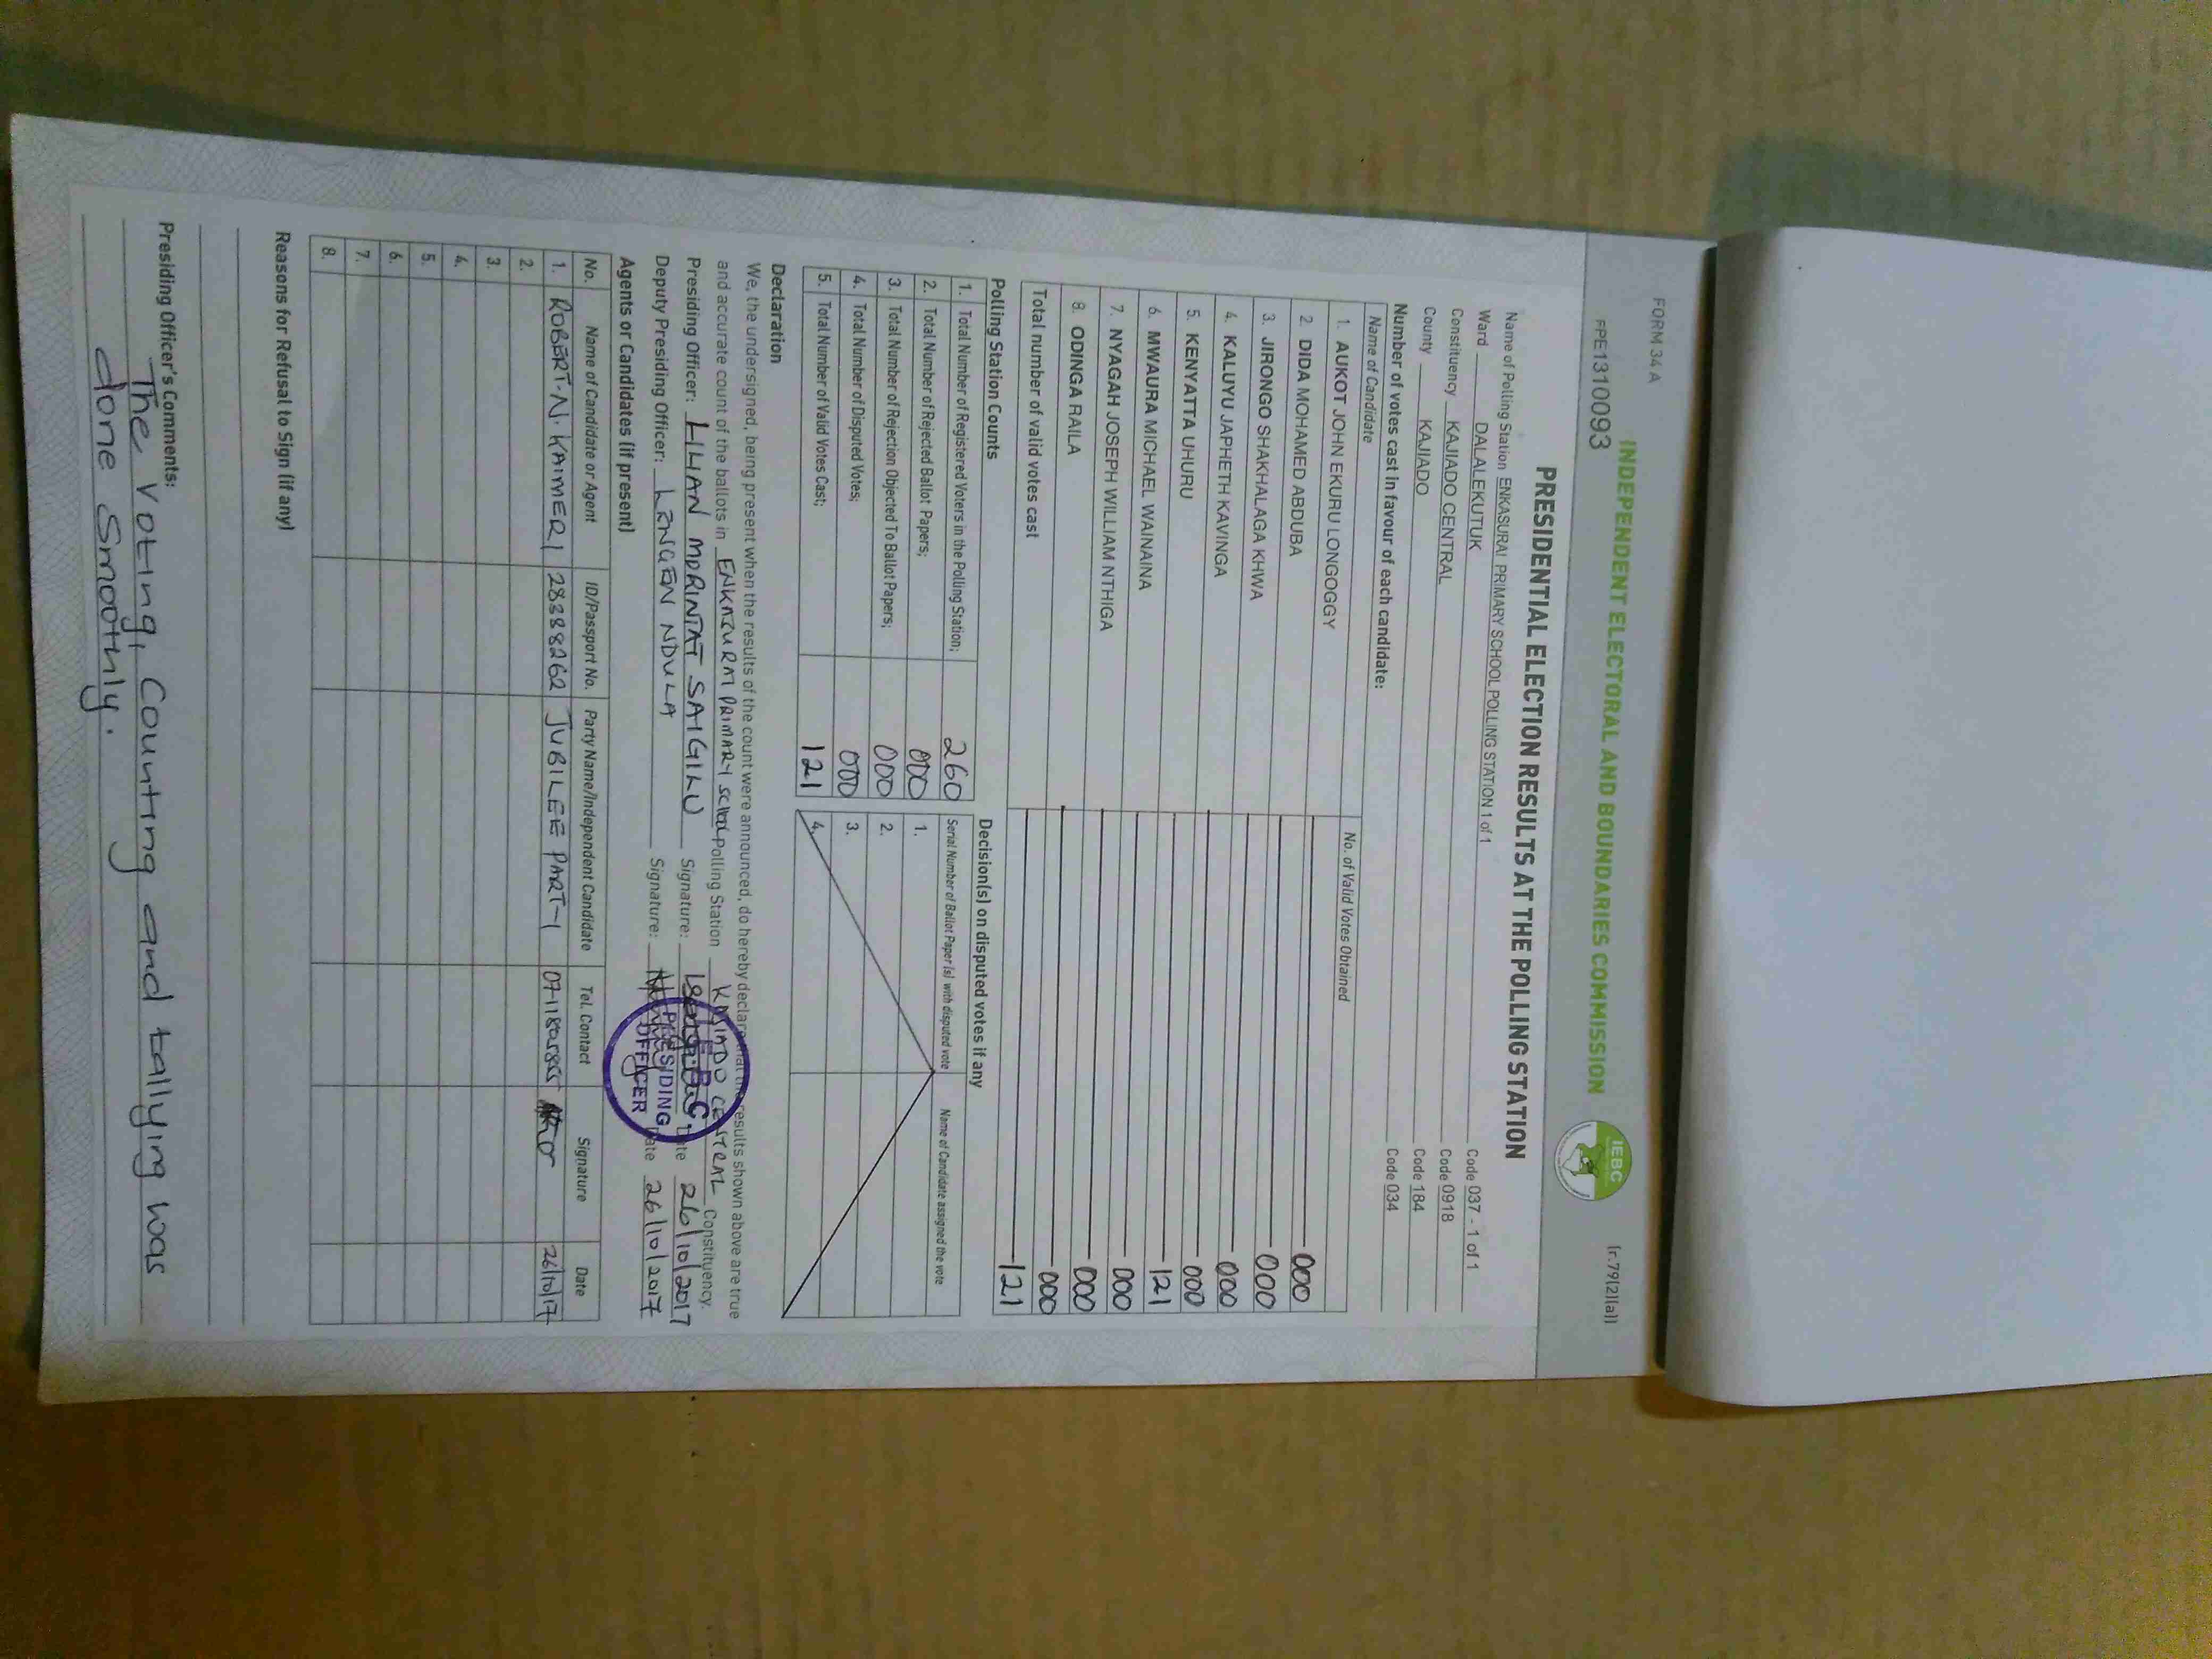 FORM 34 A
(r.79(2)(a))
INDEPENDENT ELECTORAL AND BOUNDARIES COMMISSION
IEBC
FPE1310093
PRESIDENTIAL ELECTION RESULTS AT THE POLLING STATION
Name of Polling Station ENKASURAI PRIMARY SCHOOL POLLING STATION 1 of 1 Code 037 - 1 of 1
Ward DALALEKUTUK Code 0918
Constituency KAJIADO CENTRAL Code 184
County KAJIADO Code 034
Number of votes cast in favour of each candidate:
Name of Candidate No. of Valid Votes Obtained
1. AUKOT JOHN EKURU LONGOGGY 000
2. DIDA MOHAMED ABDUBA 000
3. JIRONGO SHAKHALAGA KHWA 000
4. KALUYU JAPHETH KAVINGA 000
5. KENYATTA UHURU 121
6. MWAURA MICHAEL WAINAINA 000
7. NYAGAH JOSEPH WILLIAM NTHIGA 000
8. ODINGA RAILA 000
Total number of valid votes cast 121
Polling Station Counts
1. Total Number of Registered Voters in the Polling Station; 260
2. Total Number of Rejected Ballot Papers; 000
3. Total Number of Rejection Objected To Ballot Papers; 000
4. Total Number of Disputed Votes; 000
5. Total Number of Valid Votes Cast; 121
Decision(s) on disputed votes if any
Serial Number of Ballot Paper (s) with disputed vote Name of Candidate assigned the vote
1.
2.
3.
4.
Declaration
We, the undersigned, being present when the results of the count were announced, do hereby declare that the results shown above are true
and accurate count of the ballots in ENKASURAI PRIMARY SCHOOL Polling Station KAJIADO CENTRAL Constituency.
Presiding Officer: LILIAN MORINTAT SAIGILU Signature: Date 26/10/2017
Deputy Presiding Officer: NDULA Signature: Date 26/10/2017
IEBC
PRESIDING
OFFICER
Agents or Candidates (if present)
No. Name of Candidate or Agent ID/Passport No. Party Name/Independent Candidate Tel. Contact Signature Date
1. ROBERT. N. KAIMERI 28388262 JUBILEE PARTY 26/10/17
2.
3.
4.
5.
6.
7.
8.
Reasons for Refusal to Sign (if any)
Presiding Officer's Comments:
The Voting, Counting and tallying was
done Smoothly.